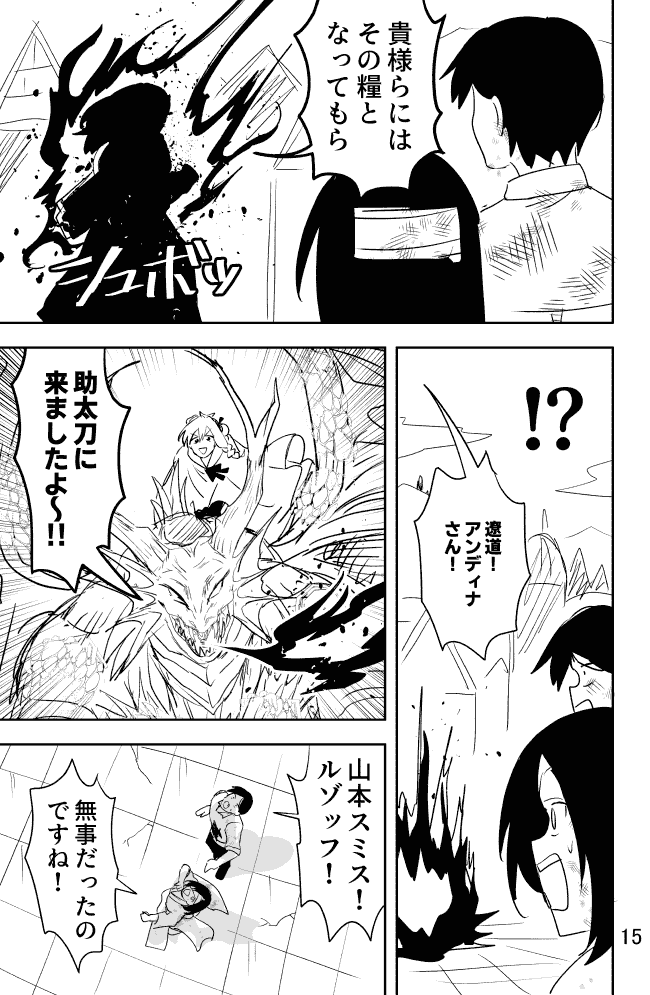 貴様らには
その糧と
なってもら
シュボッ
!?
遼道!
アンディナ
さん!
助太刀に
来ましたよ〜!!
山本スミス!
ルゾッフ!
無事だったの
ですね!
15